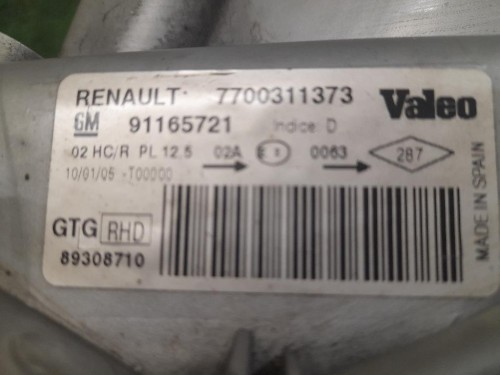 RENAULT: 7700311373 Valeo
GM 91165721 Indice D
02 HC/R PL 12.5 02A 0063 287
10/01/05 -T00000
GTG RHD
89308710
MADE IN SPAIN